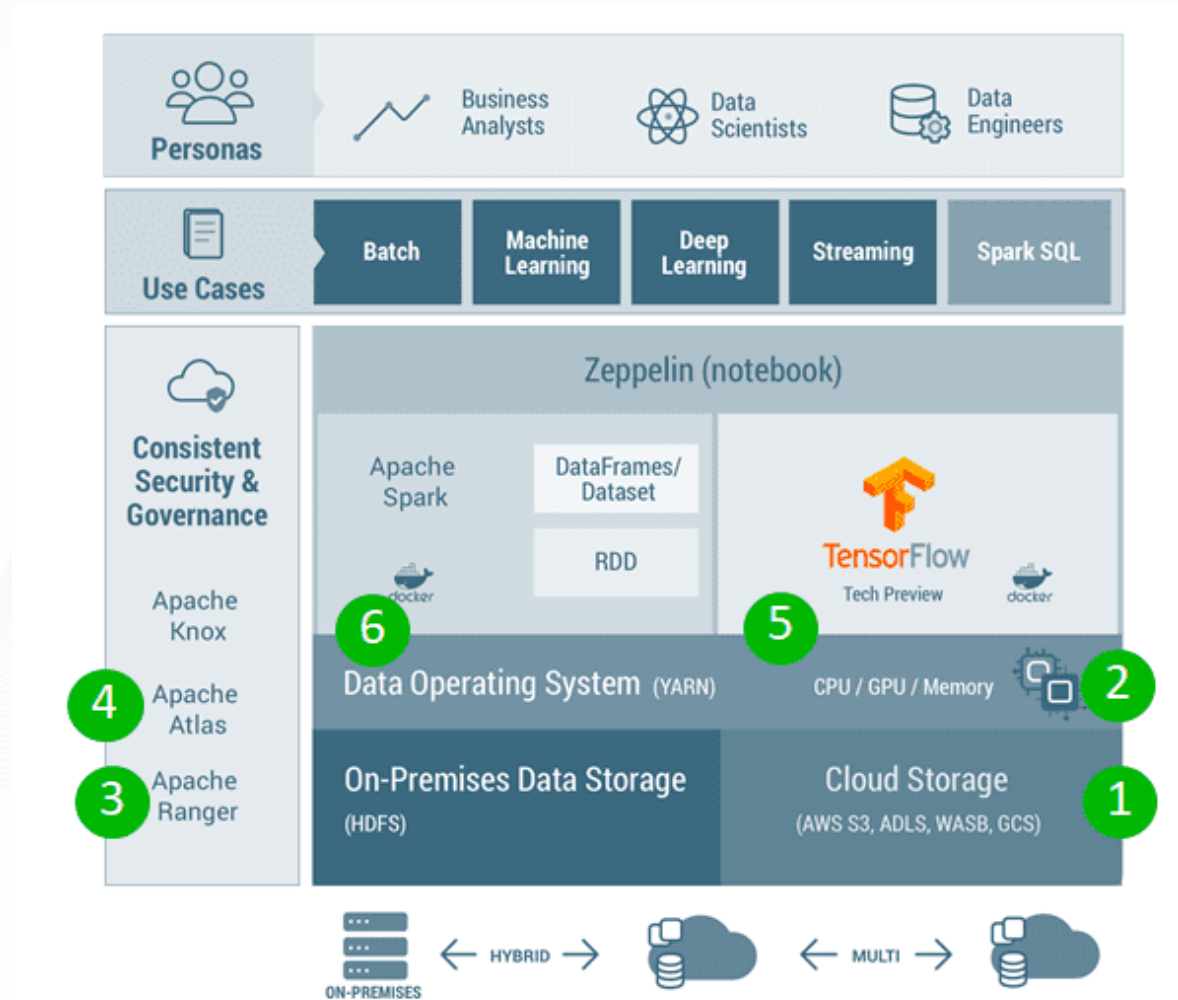 Personas
Business
Analysts
Data
Scientists
Data
Engineers
Use Cases
Batch
Machine
Learning
Deep
Learning
Streaming
Spark SQL
Consistent
Security &
Governance
Apache
Knox
4
Apache
Atlas
3
Apache
Ranger
Zeppelin (notebook)
Apache
Spark
docker
DataFrames/
Dataset
RDD
TensorFlow
Tech Preview
docker
6
5
Data Operating System (YARN)
CPU / GPU / Memory
2
On-Premises Data Storage
(HDFS)
Cloud Storage
(AWS S3, ADLS, WASB, GCS)
1
ON-PREMISES
HYBRID
MULTI